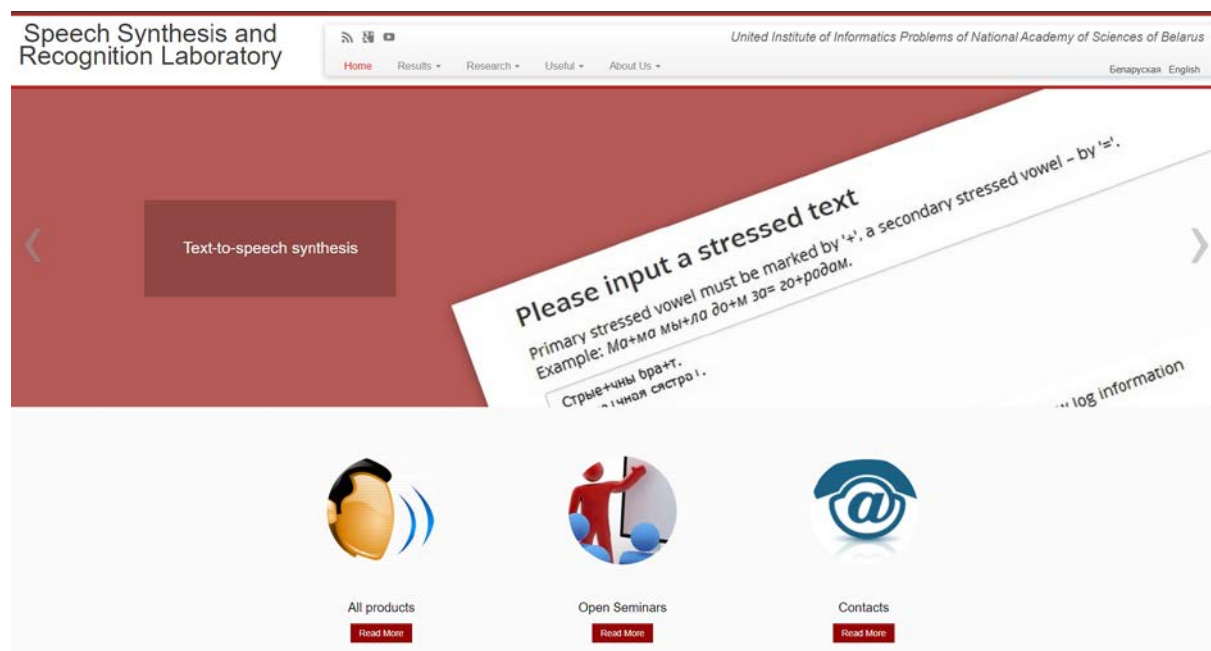 Speech Synthesis and
Recognition Laboratory
United Institute of Informatics Problems of National Academy of Sciences of Belarus
Home Results Research Useful About Us
Беларуская English
Text-to-speech synthesis
Please input a stressed text
Primary stressed vowel must be marked by '+', a secondary stressed vowel – by '='.
Example: Ма+ма мы+ла до+м за= го+радам.
Стрые+чны бра+т.
чная сястра+.
log information
All products
Open Seminars
Contacts
Read More
Read More
Read More